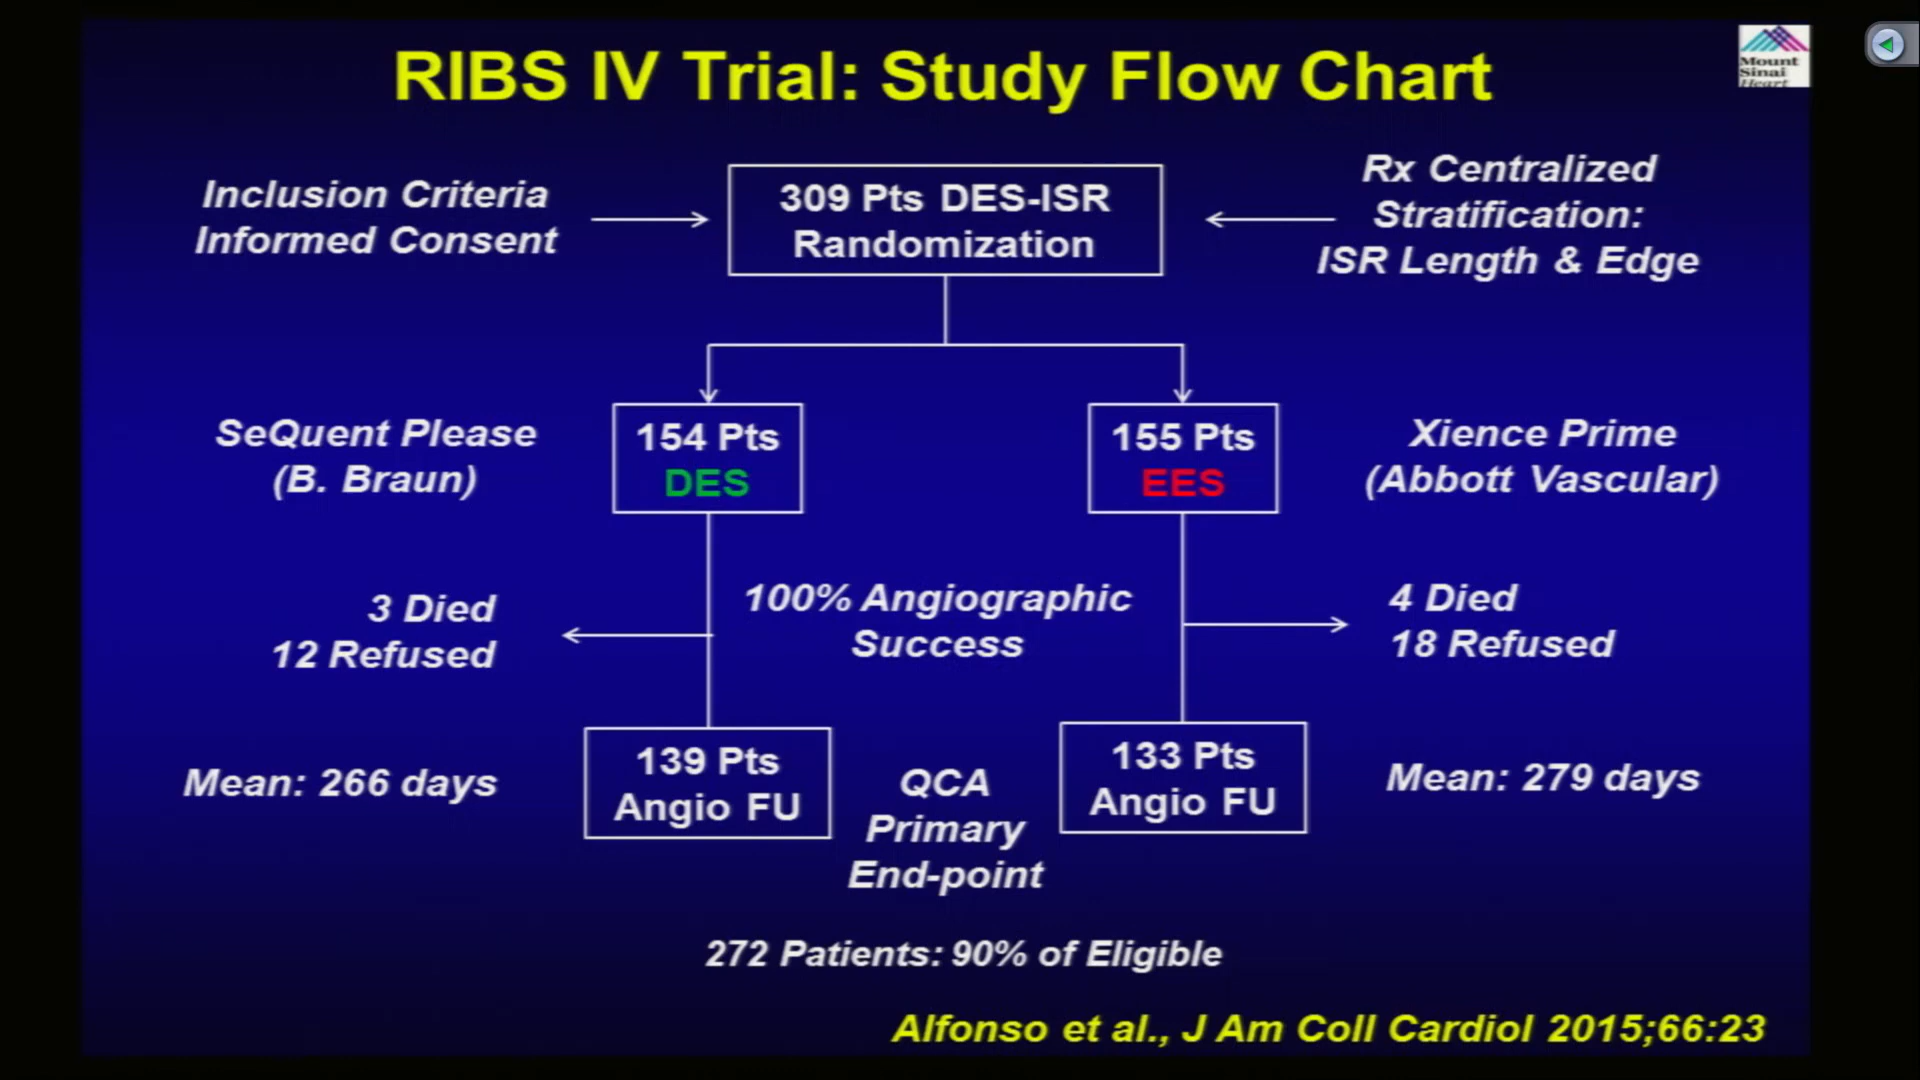 RIBS IV Trial: Study Flow Chart
Mount
Sinai
Heart
Inclusion Criteria
Informed Consent
309 Pts DES-ISR
Randomization
Rx Centralized
Stratification:
ISR Length & Edge
SeQuent Please
(B. Braun)
154 Pts
DES
155 Pts
EES
Xience Prime
(Abbott Vascular)
3 Died
12 Refused
100% Angiographic
Success
4 Died
18 Refused
Mean: 266 days
139 Pts
Angio FU
QCA
Primary
End-point
133 Pts
Angio FU
Mean: 279 days
272 Patients: 90% of Eligible
Alfonso et al., J Am Coll Cardiol 2015;66:23